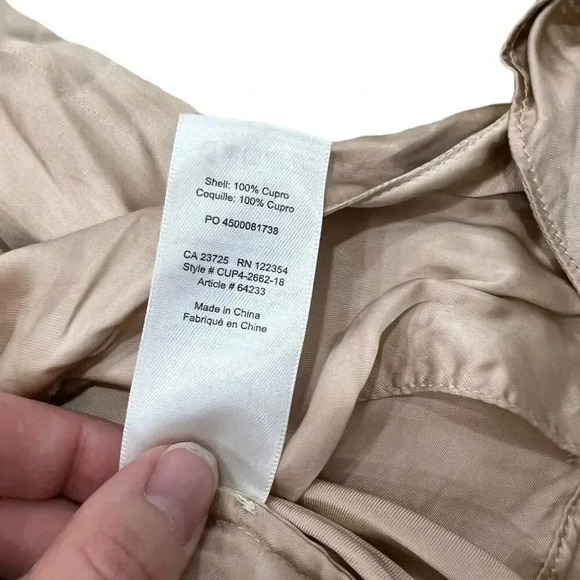 Shell: 100% Cupro
Coquille: 100% Cupro
PO 4500081738
CA 23725 RN 122354
Style # CUP4-2662-18
Article # 64233
Made in China
Fabriqué en Chine